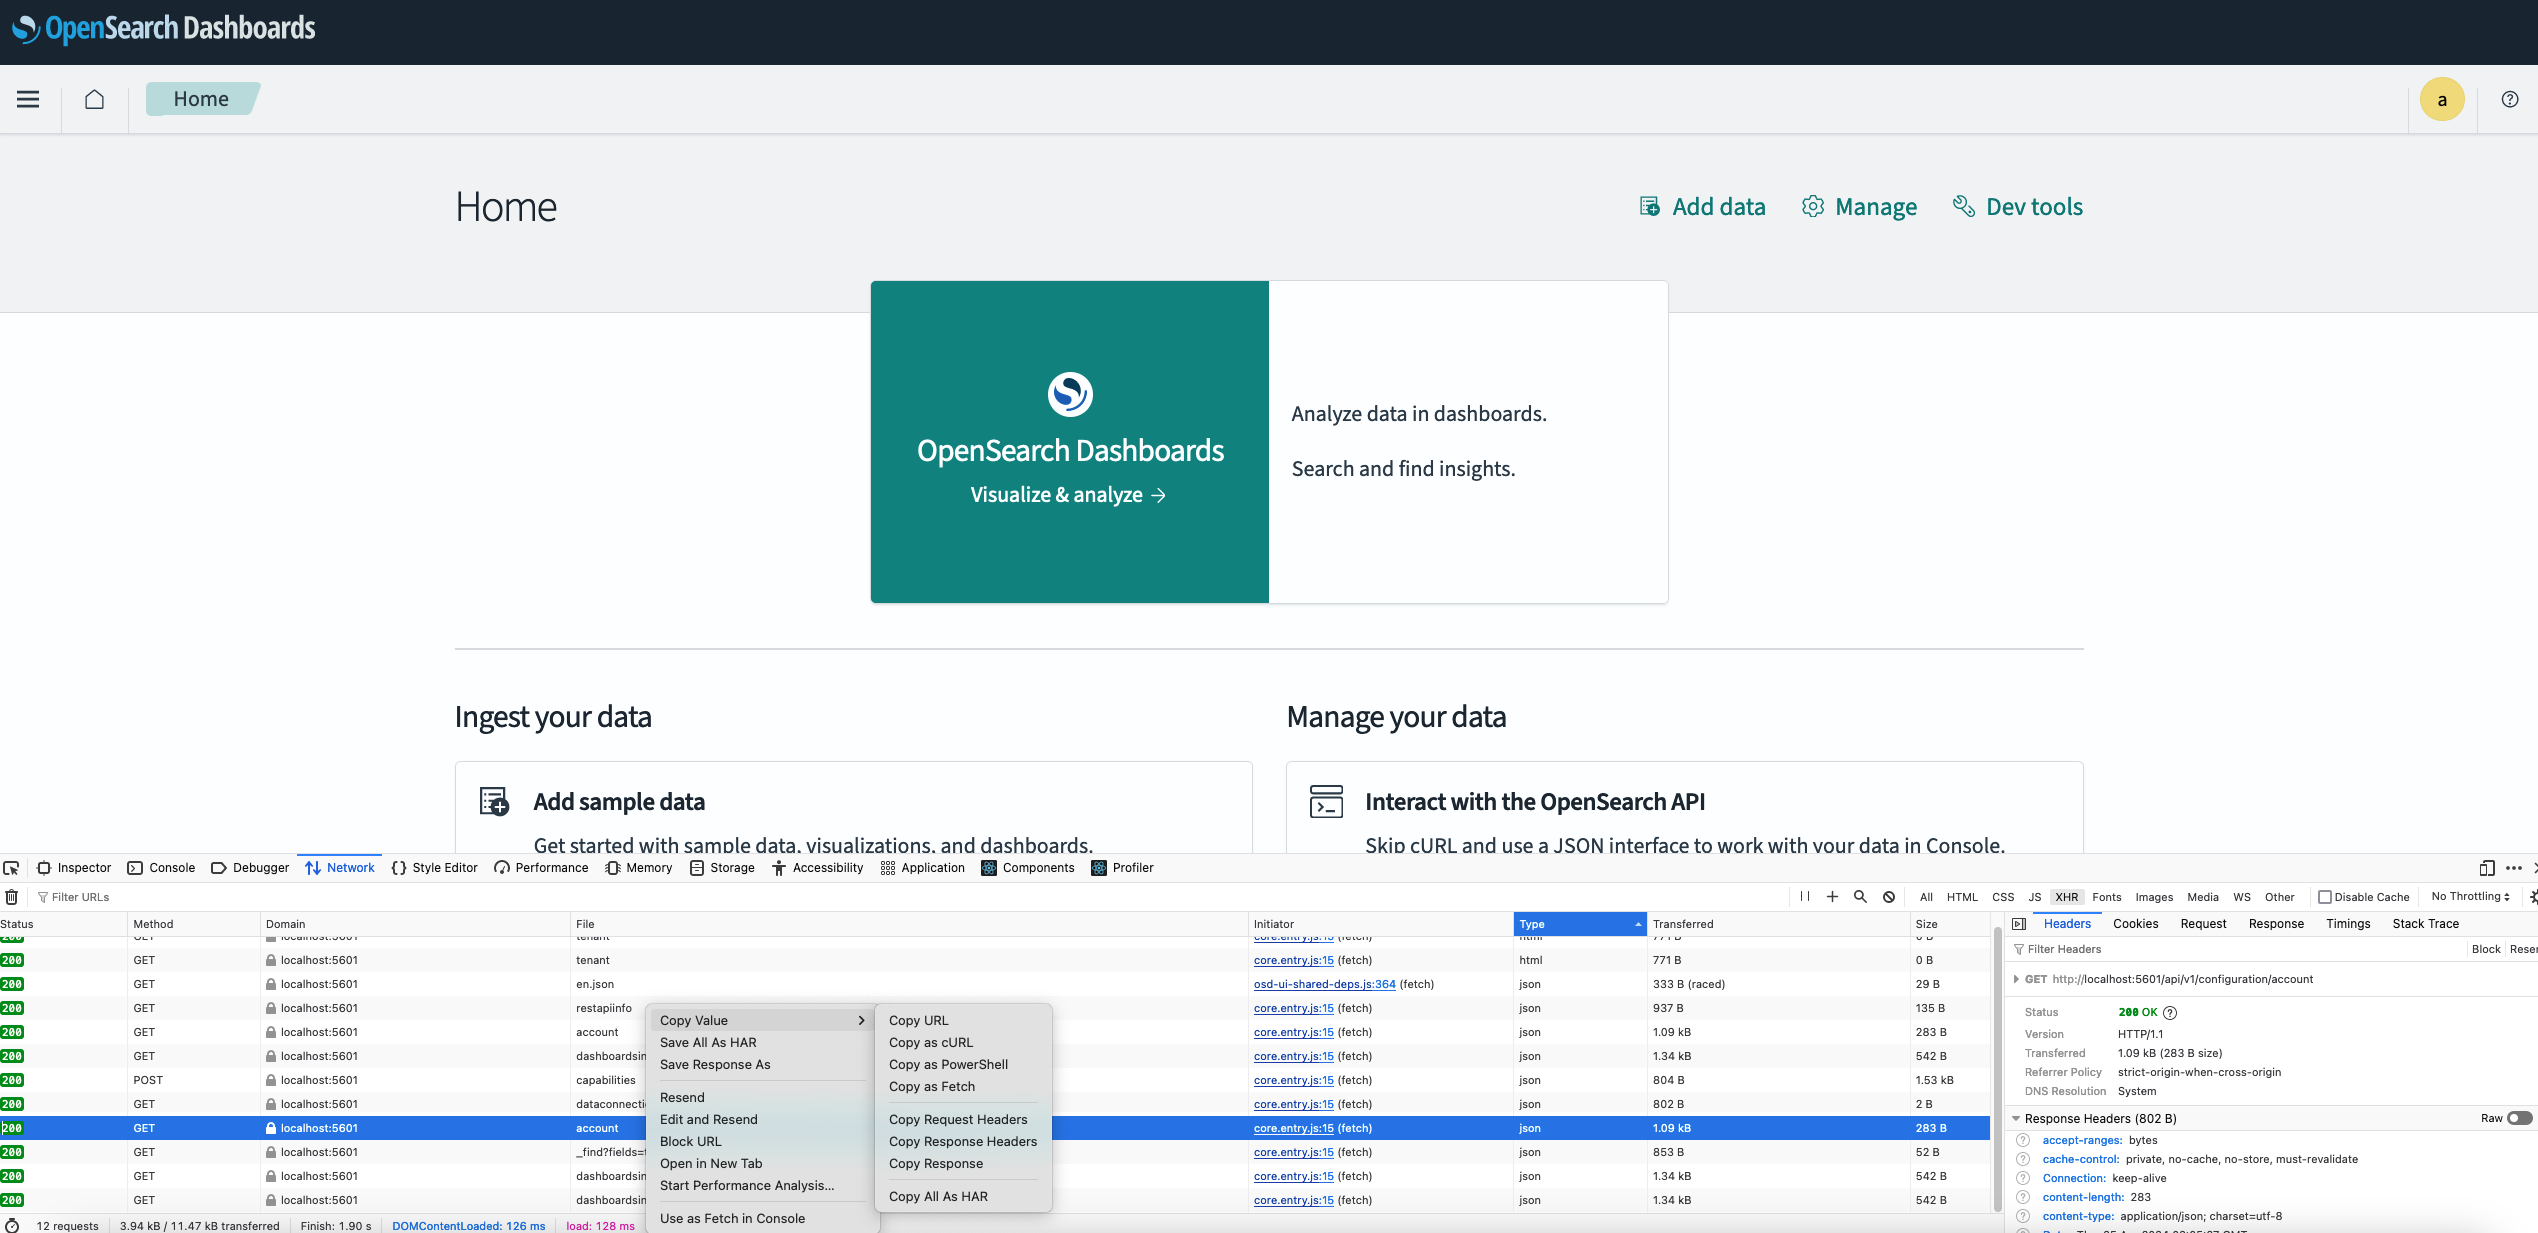 OpenSearch Dashboards
Home
a
Home
Add data
Manage
Dev tools
OpenSearch Dashboards
Visualize & analyze →
Analyze data in dashboards.
Search and find insights.
Ingest your data
Manage your data
Add sample data
Get started with sample data, visualizations, and dashboards.
Interact with the OpenSearch API
Skip cURL and use a JSON interface to work with your data in Console.
Inspector Console Debugger Network Style Editor Performance Memory Storage Accessibility Application Components Profiler
Filter URLs
All HTML CSS JS XHR Fonts Images Media WS Other Disable Cache No Throttling
Status Method Domain File Initiator Type Transferred Size
200 GET localhost:5601 tenant core.entry.js:15 (fetch) html 771 B 0 B
200 GET localhost:5601 tenant core.entry.js:15 (fetch) html 771 B 0 B
200 GET localhost:5601 en.json osd-ui-shared-deps.js:364 (fetch) json 333 B (raced) 29 B
200 GET localhost:5601 restapiinfo core.entry.js:15 (fetch) json 937 B 135 B
200 GET localhost:5601 account core.entry.js:15 (fetch) json 1.09 kB 283 B
200 GET localhost:5601 dashboardsin core.entry.js:15 (fetch) json 1.34 kB 542 B
200 POST localhost:5601 capabilities core.entry.js:15 (fetch) json 804 B 1.53 kB
200 GET localhost:5601 dataconnecti core.entry.js:15 (fetch) json 802 B 2 B
200 GET localhost:5601 account core.entry.js:15 (fetch) json 1.09 kB 283 B
200 GET localhost:5601 _find?fields= core.entry.js:15 (fetch) json 853 B 52 B
200 GET localhost:5601 dashboardsin core.entry.js:15 (fetch) json 1.34 kB 542 B
200 GET localhost:5601 dashboardsin core.entry.js:15 (fetch) json 1.34 kB 542 B
12 requests 3.94 kB / 11.47 kB transferred Finish: 1.90 s DOMContentLoaded: 126 ms load: 128 ms
Copy Value
Save All As HAR
Save Response As
Resend
Edit and Resend
Block URL
Open in New Tab
Start Performance Analysis...
Use as Fetch in Console
Copy URL
Copy as cURL
Copy as PowerShell
Copy as Fetch
Copy Request Headers
Copy Response Headers
Copy Response
Copy All As HAR
Headers Cookies Request Response Timings Stack Trace
Filter Headers Block Reser
GET http://localhost:5601/api/v1/configuration/account
Status 200 OK
Version HTTP/1.1
Transferred 1.09 kB (283 B size)
Referrer Policy strict-origin-when-cross-origin
DNS Resolution System
Response Headers (802 B) Raw
accept-ranges: bytes
cache-control: private, no-cache, no-store, must-revalidate
Connection: keep-alive
content-length: 283
content-type: application/json; charset=utf-8